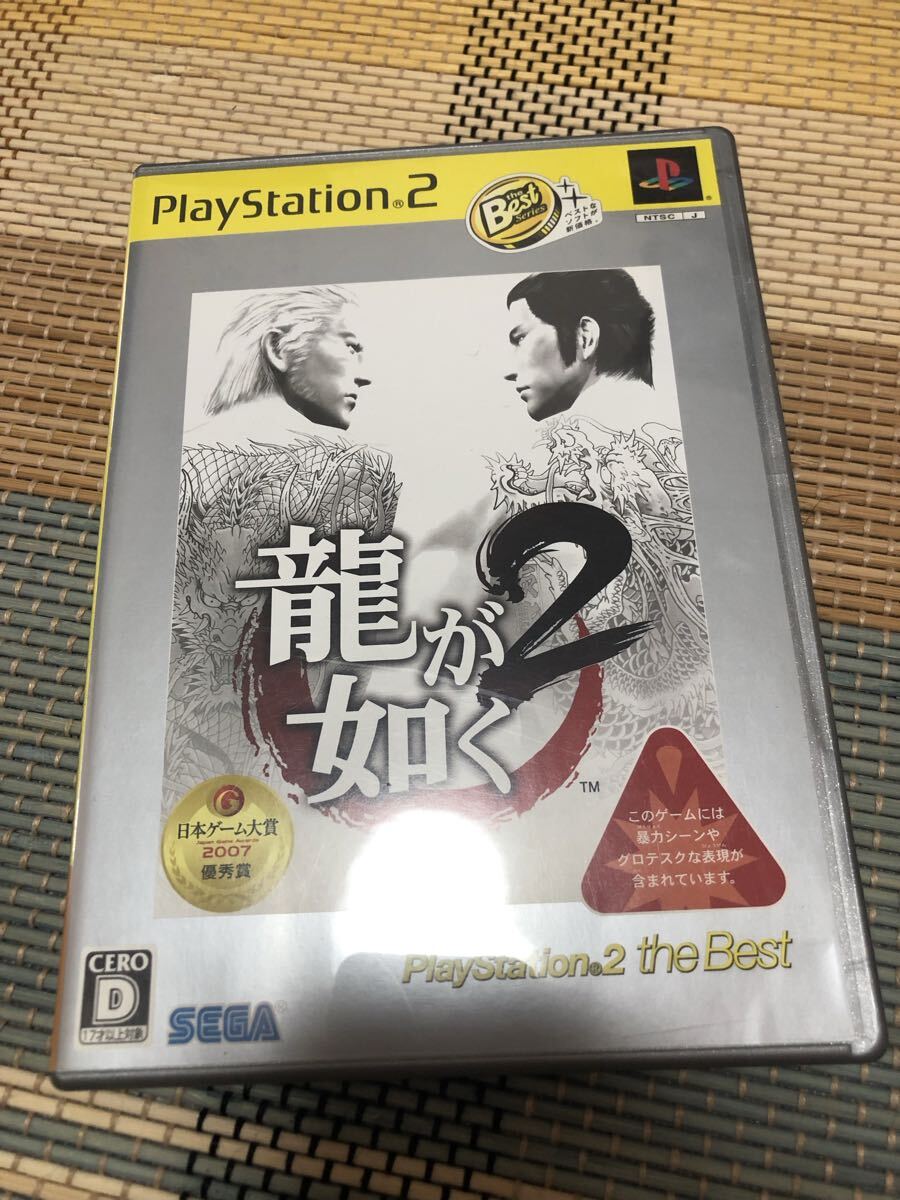 PlayStation®2
the
Best
Series
ベストな
ソフトが
新価格。
®
NTSC J
龍が
如く
2
™
日本ゲーム大賞
Japan Game Awards
2007
優秀賞
このゲームには
暴力シーンや
グロテスクな表現が
含まれています。
PlayStation®2 the Best
CERO
D
17才以上対象
SEGA®